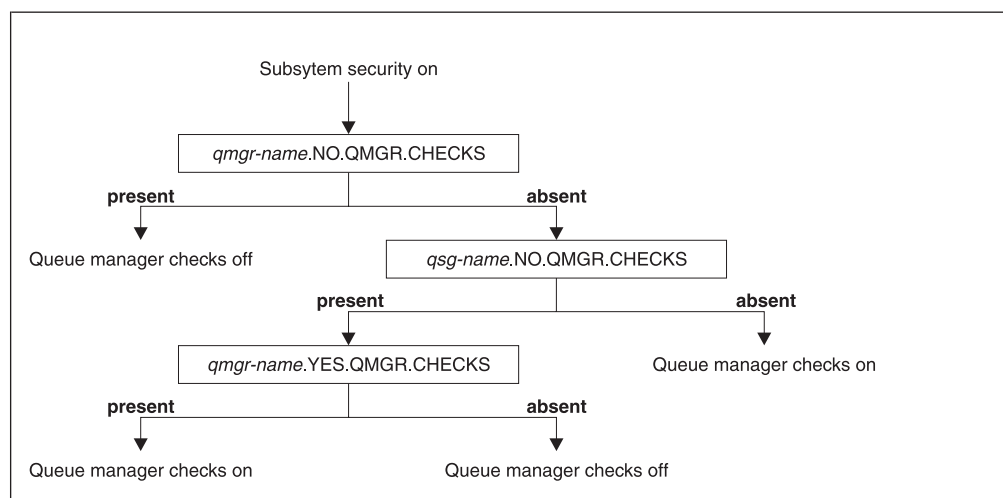 Subsytem security on
qmgr-name.NO.QMGR.CHECKS
present absent
Queue manager checks off
qsg-name.NO.QMGR.CHECKS
present absent
qmgr-name.YES.QMGR.CHECKS
Queue manager checks on
present absent
Queue manager checks on
Queue manager checks off